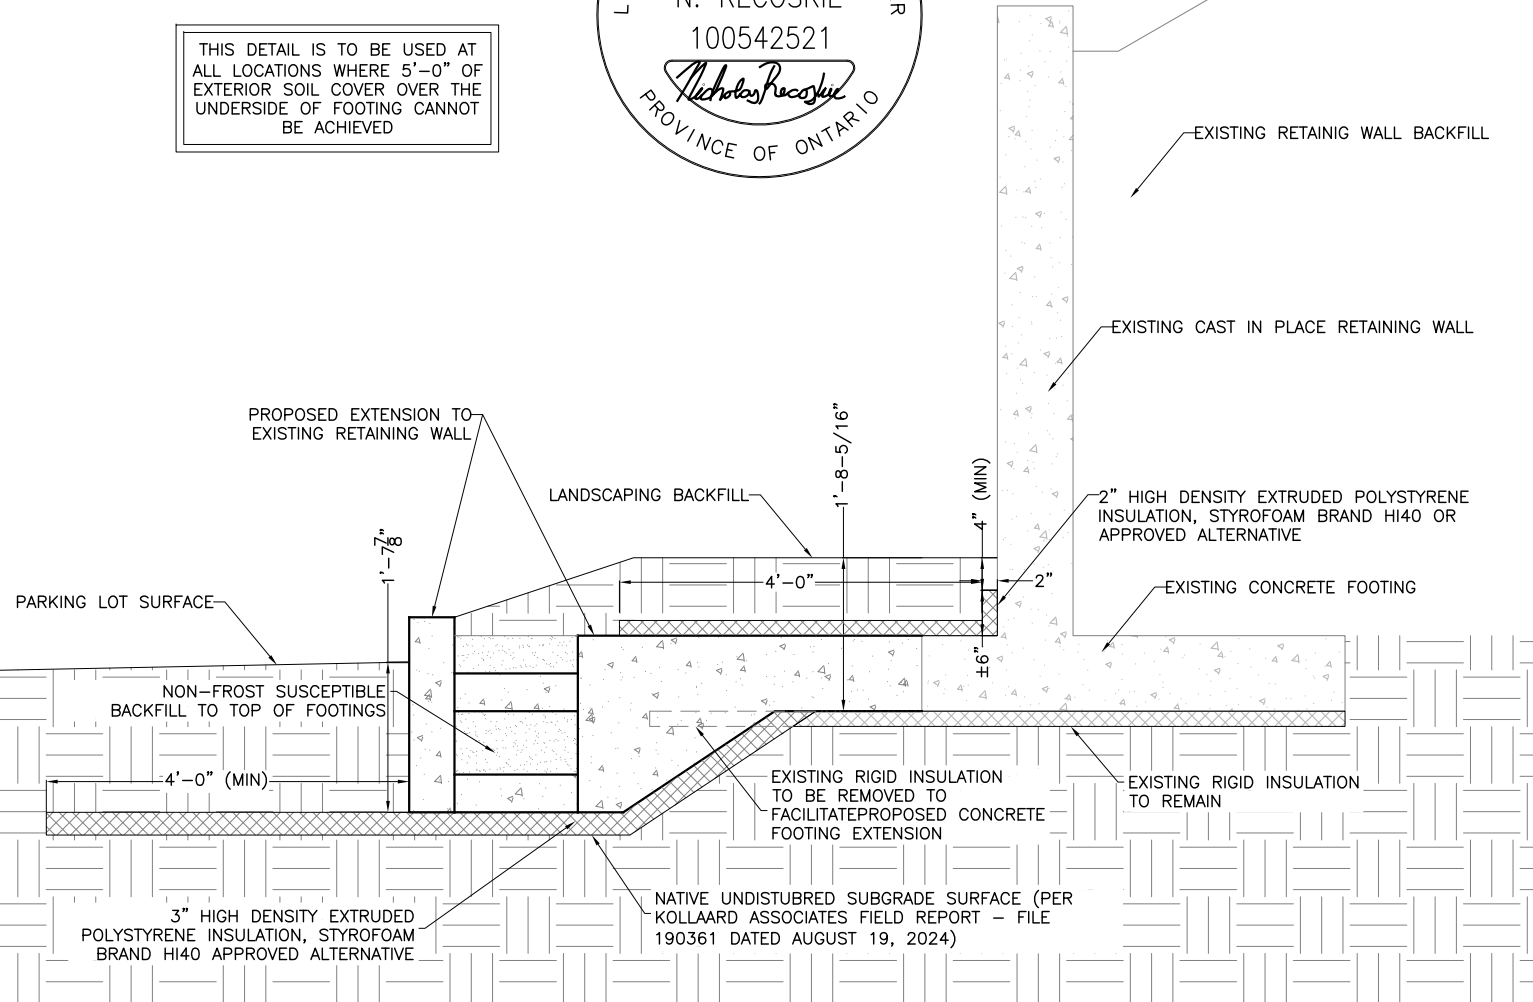 THIS DETAIL IS TO BE USED AT
ALL LOCATIONS WHERE 5'-0" OF
EXTERIOR SOIL COVER OVER THE
UNDERSIDE OF FOOTING CANNOT
BE ACHIEVED
N. RECOSKIE
100542521
Nicholas Recoskie
PROVINCE OF ONTARIO
EXISTING RETAINIG WALL BACKFILL
EXISTING CAST IN PLACE RETAINING WALL
PROPOSED EXTENSION TO
EXISTING RETAINING WALL
1'-8-5/16"
LANDSCAPING BACKFILL
4" (MIN)
2" HIGH DENSITY EXTRUDED POLYSTYRENE
INSULATION, STYROFOAM BRAND HI40 OR
APPROVED ALTERNATIVE
1'-7 7/8"
4'-0"
2"
EXISTING CONCRETE FOOTING
PARKING LOT SURFACE
±6"
NON-FROST SUSCEPTIBLE
BACKFILL TO TOP OF FOOTINGS
4'-0" (MIN)
EXISTING RIGID INSULATION
TO BE REMOVED TO
FACILITATEPROPOSED CONCRETE
FOOTING EXTENSION
EXISTING RIGID INSULATION
TO REMAIN
3" HIGH DENSITY EXTRUDED
POLYSTYRENE INSULATION, STYROFOAM
BRAND HI40 APPROVED ALTERNATIVE
NATIVE UNDISTUBRED SUBGRADE SURFACE (PER
KOLLAARD ASSOCIATES FIELD REPORT - FILE
190361 DATED AUGUST 19, 2024)